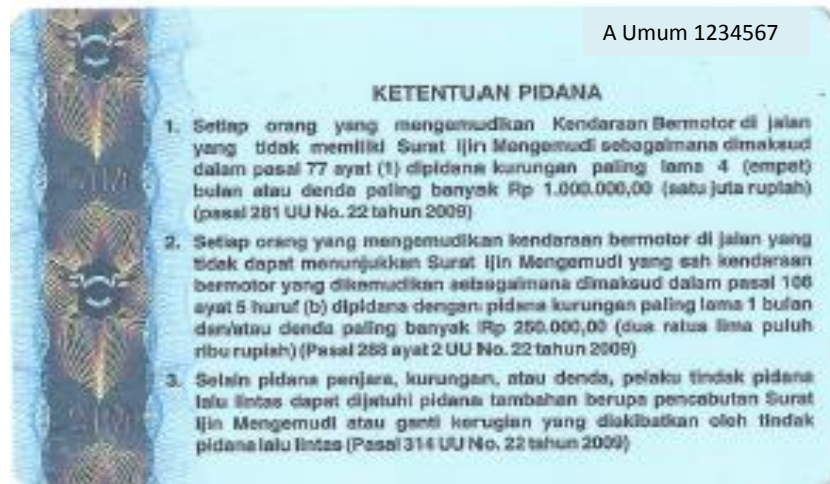 A Umum 1234567
KETENTUAN PIDANA
1. Setiap orang yang mengemudikan Kendaraan Bermotor di jalan
yang tidak memiliki Surat Ijin Mengemudi sebagaimana dimaksud
dalam pasal 77 ayat (1) dipidana kurungan paling lama 4 (empat)
bulan atau denda paling banyak Rp 1.000.000,00 (satu juta rupiah)
(pasal 281 UU No. 22 tahun 2009)
2. Setiap orang yang mengemudikan kendaraan bermotor di jalan yang
tidak dapat menunjukkan Surat Ijin Mengemudi yang sah kendaraan
bermotor yang dikemudikan sebagaimana dimaksud dalam pasal 106
ayat 5 huruf (b) dipidana dengan pidana kurungan paling lama 1 bulan
dan/atau denda paling banyak Rp 250.000,00 (dua ratus lima puluh
ribu rupiah) (Pasal 288 ayat 2 UU No. 22 tahun 2009)
3. Selain pidana penjara, kurungan, atau denda, pelaku tindak pidana
lalu lintas dapat dijatuhi pidana tambahan berupa pencabutan Surat
Ijin Mengemudi atau ganti kerugian yang diakibatkan oleh tindak
pidana lalu lintas (Pasal 314 UU No. 22 tahun 2009)